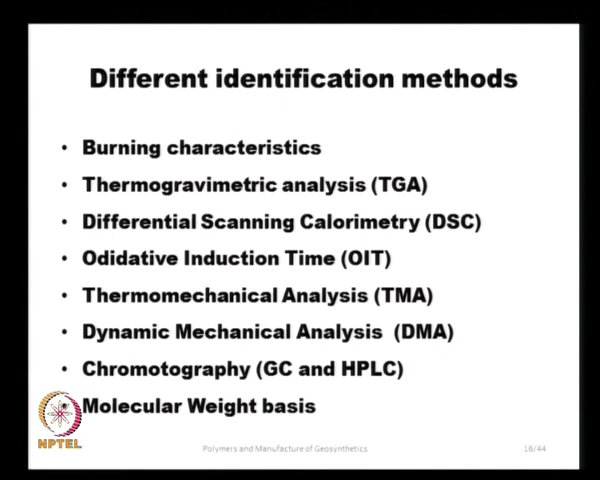 Different identification methods
• Burning characteristics
• Thermogravimetric analysis (TGA)
• Differential Scanning Calorimetry (DSC)
• Odidative Induction Time (OIT)
• Thermomechanical Analysis (TMA)
• Dynamic Mechanical Analysis (DMA)
• Chromotography (GC and HPLC)
Molecular Weight basis
NPTEL
Polymers and Manufacture of Geosynthetics
16/44